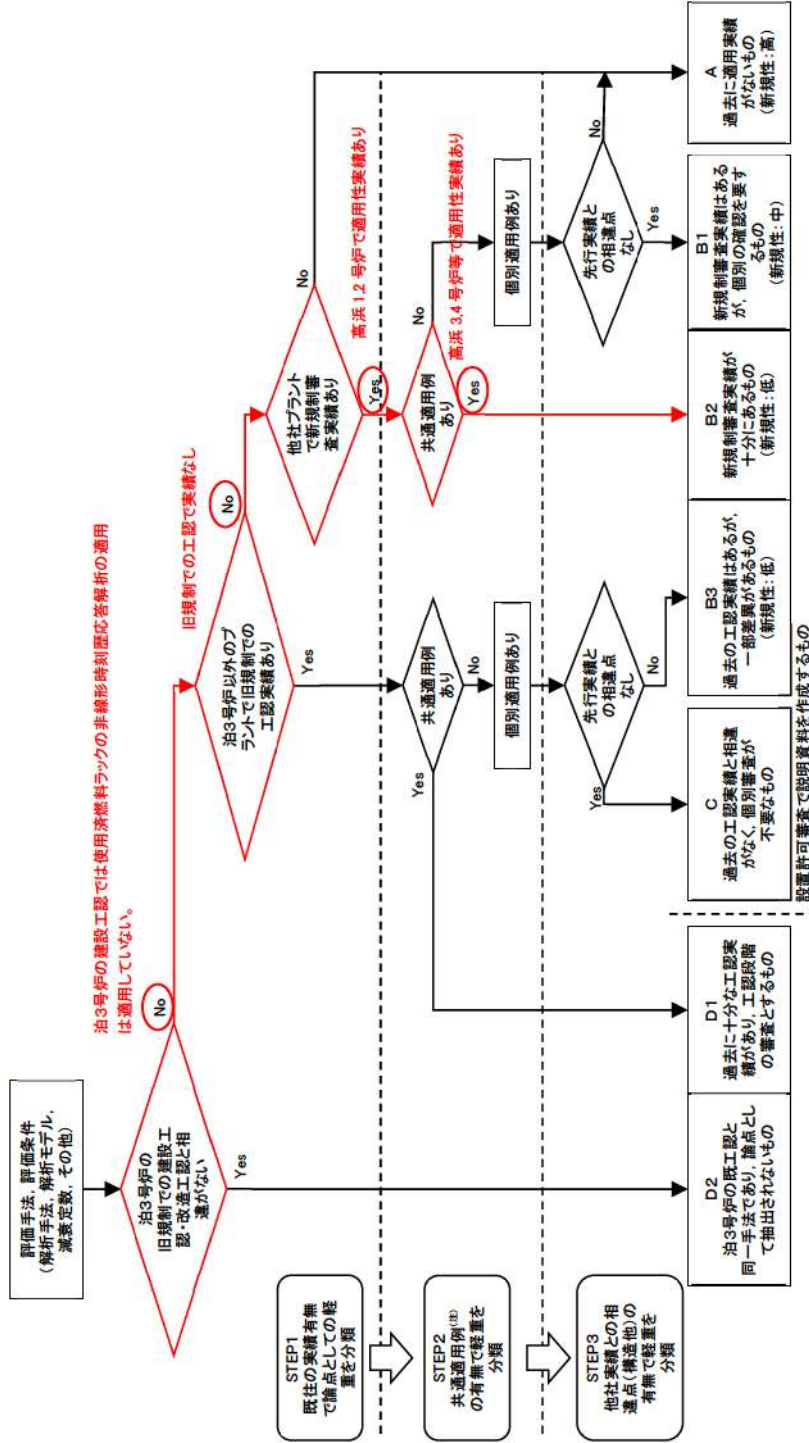 評価手法，評価条件
（解析手法，解析モデル，
減衰定数，その他）
泊3号炉の
旧規制での建設工
認・改造工認と相
違がない
No
Yes
泊3号炉の建設工認では使用済燃料ラックの非線形時刻歴応答解析の適用
は適用していない。
泊3号炉以外のプ
ラントで旧規制での
工認実績あり
No
Yes
旧規制での工認で実績なし
他社プラント
で新規制審
査実績あり
No
Yes
高浜 1,2 号炉で適用性実績あり
STEP1
既往の実績有無
で論点としての軽
重を分類
STEP2
共通適用例(注)
の有無で軽重を
分類
STEP3
他社実績との相
違点（構造他）の
有無で軽重を
分類
共通適用例
あり
Yes
No
個別適用例あり
先行実績と
の相違点
なし
Yes
No
共通適用例
あり
No
Yes
高浜 3,4 号炉等で適用性実績あり
個別適用例あり
先行実績と
の相違点
なし
No
Yes
D2
泊3号炉の既工認と
同一手法であり，論点とし
て抽出されないもの
D1
過去に十分な工認実
績があり，工認段階
の審査とするもの
C
過去の工認実績と相違
がなく，個別審査が
不要なもの
B3
過去の工認実績はあるが，
一部差異があるもの
（新規性：低）
B2
新規制審査実績が
十分にあるもの
（新規性：低）
B1
新規制審査実績はある
が，個別の確認を要す
るもの
（新規性：中）
A
過去に適用実績
がないもの
（新規性：高）
設置許可審査で説明資料を作成するもの